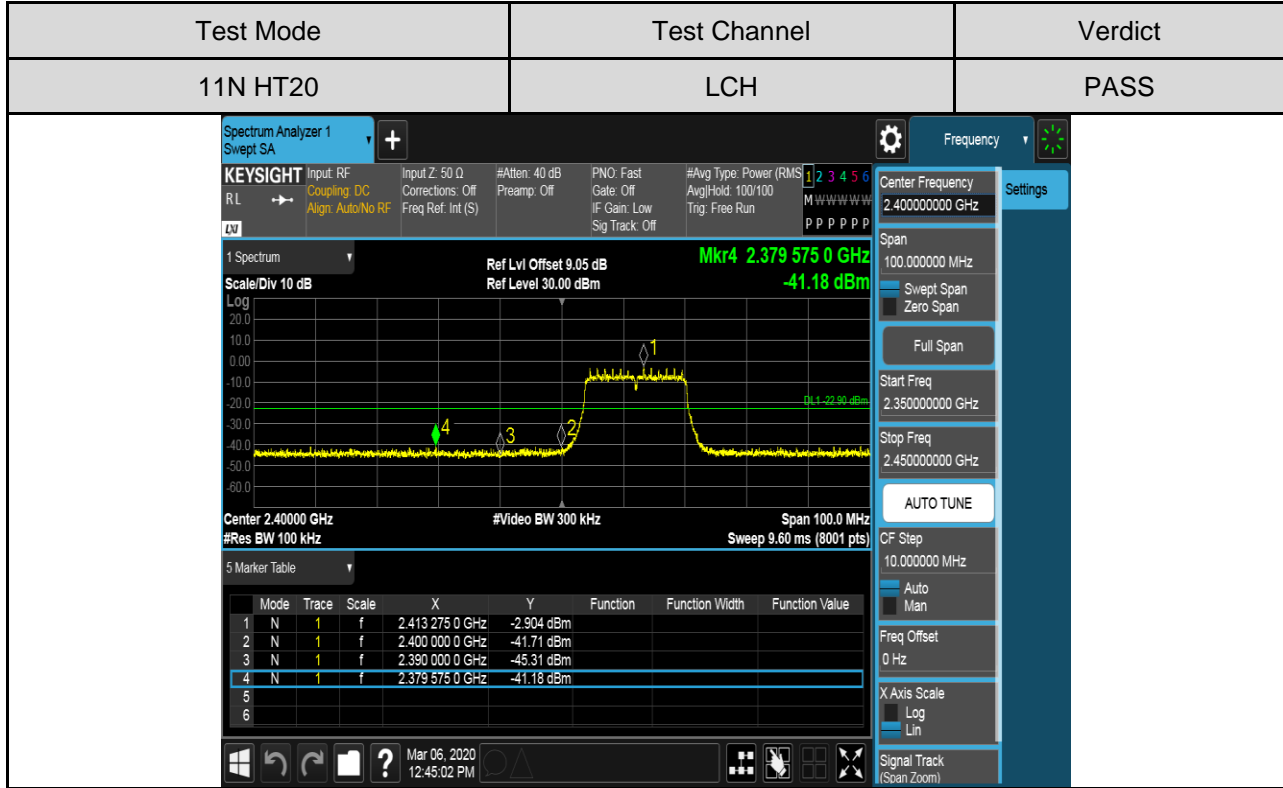 Test Mode Test Channel Verdict
11N HT20 LCH PASS
Spectrum Analyzer 1
Swept SA
+
Frequency
KEYSIGHT
RL
LXI
Input: RF
Coupling: DC
Align: Auto/No RF
Input Z: 50 Ω
Corrections: Off
Freq Ref: Int (S)
#Atten: 40 dB
Preamp: Off
PNO: Fast
Gate: Off
IF Gain: Low
Sig Track: Off
#Avg Type: Power (RMS
Avg|Hold: 100/100
Trig: Free Run
1 2 3 4 5 6
M W W W W W
P P P P P P
1 Spectrum
Scale/Div 10 dB
Ref Lvl Offset 9.05 dB
Ref Level 30.00 dBm
Mkr4 2.379 575 0 GHz
-41.18 dBm
Log
20.0
10.0
0.00
-10.0
-20.0
-30.0
-40.0
-50.0
-60.0
1
DL1 -22.90 dBm
4
3
2
Center 2.40000 GHz
#Res BW 100 kHz
#Video BW 300 kHz
Span 100.0 MHz
Sweep 9.60 ms (8001 pts)
5 Marker Table
Mode Trace Scale X Y Function Function Width Function Value
1 N 1 f 2.413 275 0 GHz -2.904 dBm
2 N 1 f 2.400 000 0 GHz -41.71 dBm
3 N 1 f 2.390 000 0 GHz -45.31 dBm
4 N 1 f 2.379 575 0 GHz -41.18 dBm
5
6
?
Mar 06, 2020
12:45:02 PM
Center Frequency
2.400000000 GHz
Settings
Span
100.000000 MHz
Swept Span
Zero Span
Full Span
Start Freq
2.350000000 GHz
Stop Freq
2.450000000 GHz
AUTO TUNE
CF Step
10.000000 MHz
Auto
Man
Freq Offset
0 Hz
X Axis Scale
Log
Lin
Signal Track
(Span Zoom)